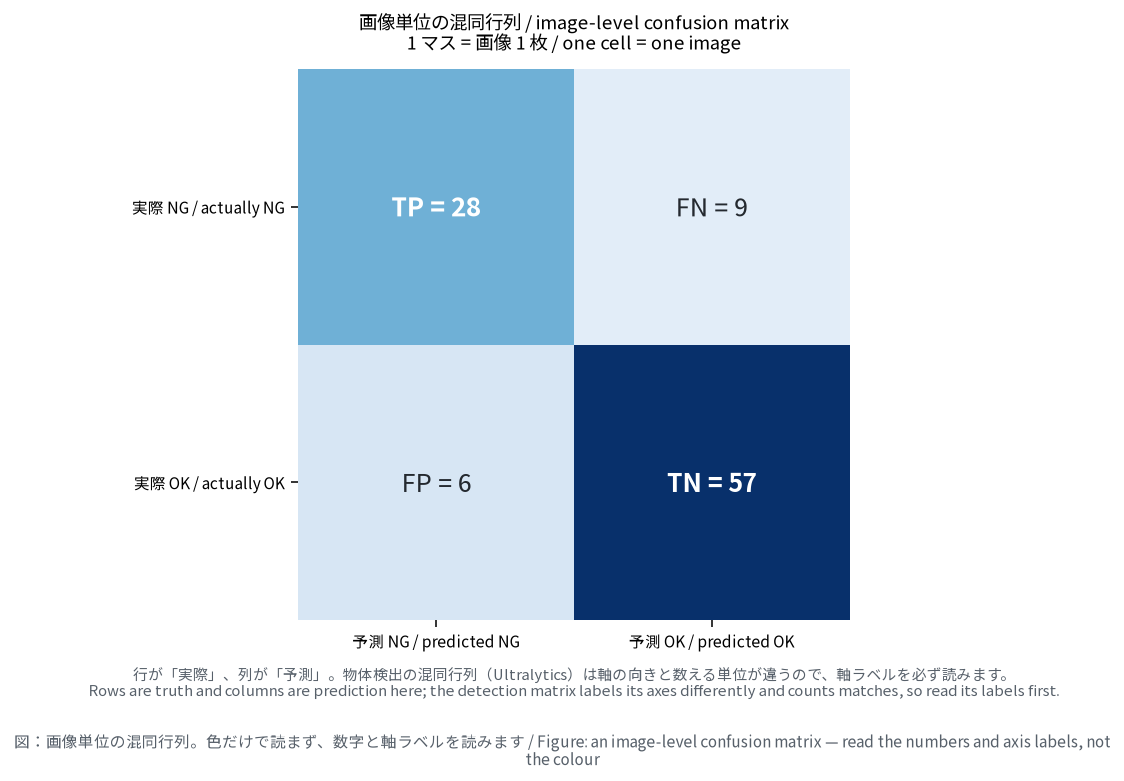 画像単位の混同行列 / image-level confusion matrix
1 マス = 画像 1 枚 / one cell = one image
実際 NG / actually NG
TP = 28
FN = 9
実際 OK / actually OK
FP = 6
TN = 57
予測 NG / predicted NG
予測 OK / predicted OK
行が「実際」、列が「予測」。物体検出の混同行列（Ultralytics）は軸の向きと数える単位が違うので、軸ラベルを必ず読みます。
Rows are truth and columns are prediction here; the detection matrix labels its axes differently and counts matches, so read its labels first.
図：画像単位の混同行列。色だけで読まず、数字と軸ラベルを読みます / Figure: an image-level confusion matrix — read the numbers and axis labels, not
the colour